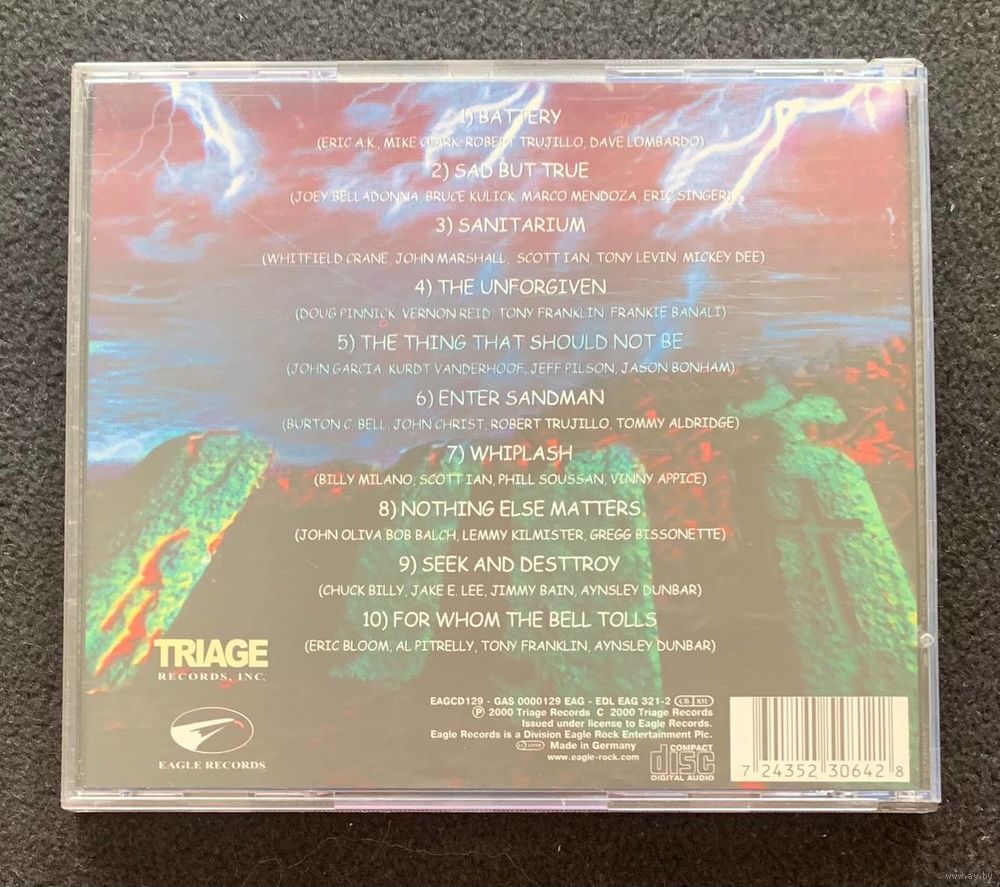 1) BATTERY
(ERIC A.K., MIKE CLARK, ROBERT TRUJILLO, DAVE LOMBARDO)
2) SAD BUT TRUE
(JOEY BELLADONNA, BRUCE KULICK, MARCO MENDOZA, ERIC SINGER)
3) SANITARIUM
(WHITFIELD CRANE, JOHN MARSHALL, SCOTT IAN, TONY LEVIN, MICKEY DEE)
4) THE UNFORGIVEN
(DOUG PINNICK, VERNON REID, TONY FRANKLIN, FRANKIE BANALI)
5) THE THING THAT SHOULD NOT BE
(JOHN GARCIA, KURDT VANDERHOOF, JEFF PILSON, JASON BONHAM)
6) ENTER SANDMAN
(BURTON C. BELL, JOHN CHRIST, ROBERT TRUJILLO, TOMMY ALDRIDGE)
7) WHIPLASH
(BILLY MILANO, SCOTT IAN, PHILL SOUSSAN, VINNY APPICE)
8) NOTHING ELSE MATTERS
(JOHN OLIVA BOB BALCH, LEMMY KILMISTER, GREGG BISSONETTE)
9) SEEK AND DESTTROY
(CHUCK BILLY, JAKE E. LEE, JIMMY BAIN, AYNSLEY DUNBAR)
10) FOR WHOM THE BELL TOLLS
(ERIC BLOOM, AL PITRELLY, TONY FRANKLIN, AYNSLEY DUNBAR)
TRIAGE
RECORDS, INC.
EAGLE RECORDS
EAGCD129 - GAS 0000129 EAG - EDL EAG 321-2
℗ 2000 Triage Records C 2000 Triage Records
Issued under license to Eagle Records.
Eagle Records is a Division Eagle Rock Entertainment Plc.
Made in Germany
www.eagle-rock.com
COMPACT
disc
DIGITAL AUDIO
7 24352 30642 8
www.ay.by